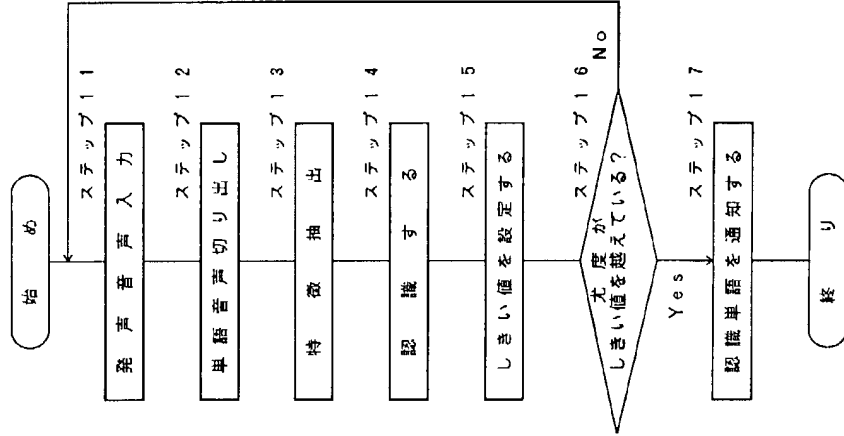 始め
ステップ11
発声音声入力
ステップ12
単語音声切り出し
ステップ13
特徴抽出
ステップ14
認識する
ステップ15
しきい値を設定する
ステップ16
尤度が
しきい値を越えている?
No
Yes
ステップ17
認識単語を通知する
終り